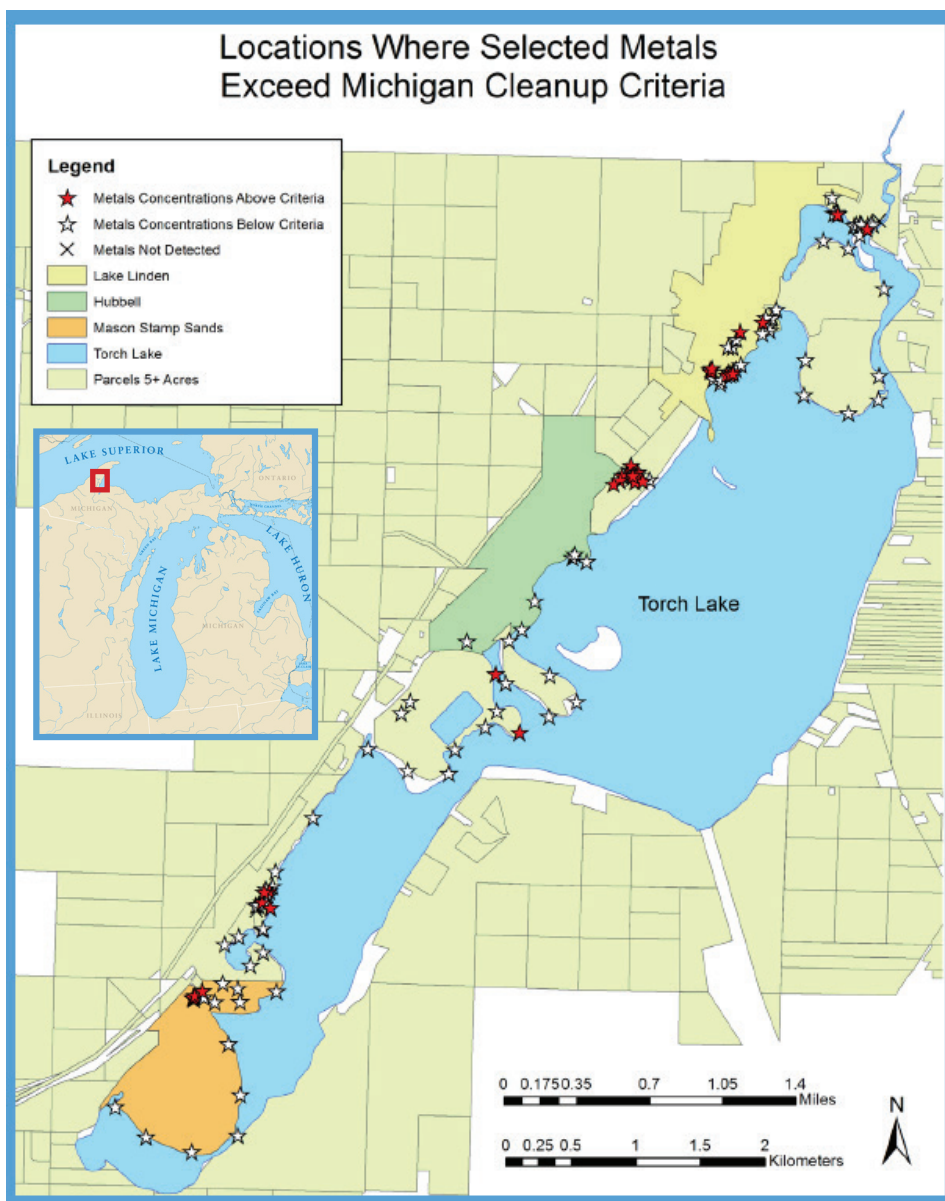 Locations Where Selected Metals
Exceed Michigan Cleanup Criteria
Legend
Metals Concentrations Above Criteria
Metals Concentrations Below Criteria
Metals Not Detected
Lake Linden
Hubbell
Mason Stamp Sands
Torch Lake
Parcels 5+ Acres
LAKE SUPERIOR
ONTARIO
MICHIGAN
LAKE HURON
LAKE MICHIGAN
MICHIGAN
ILLINOIS
Torch Lake
0 0.175 0.35 0.7 1.05 1.4
Miles
0 0.25 0.5 1 1.5 2
Kilometers
N